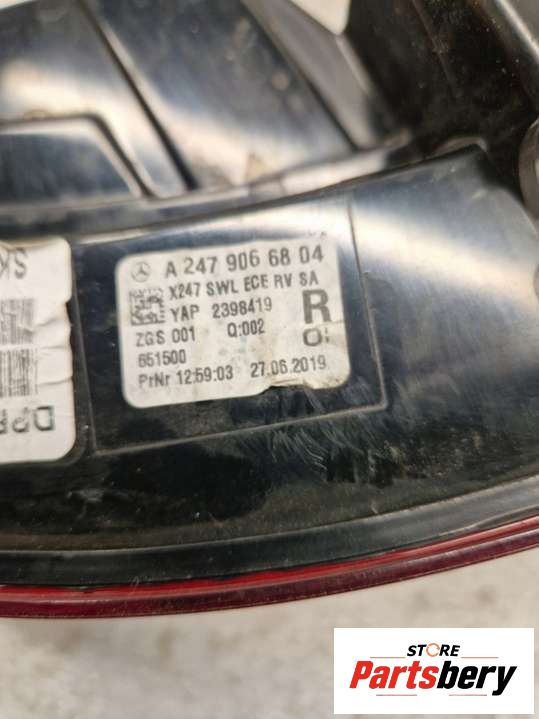 A 247 906 68 04
X247 SWL ECE RV SA
YAP 2398419
R
ZGS 001 Q:002
651500
PrNr 12:59:03 27.06.2019
SK
STORE
Partsbery